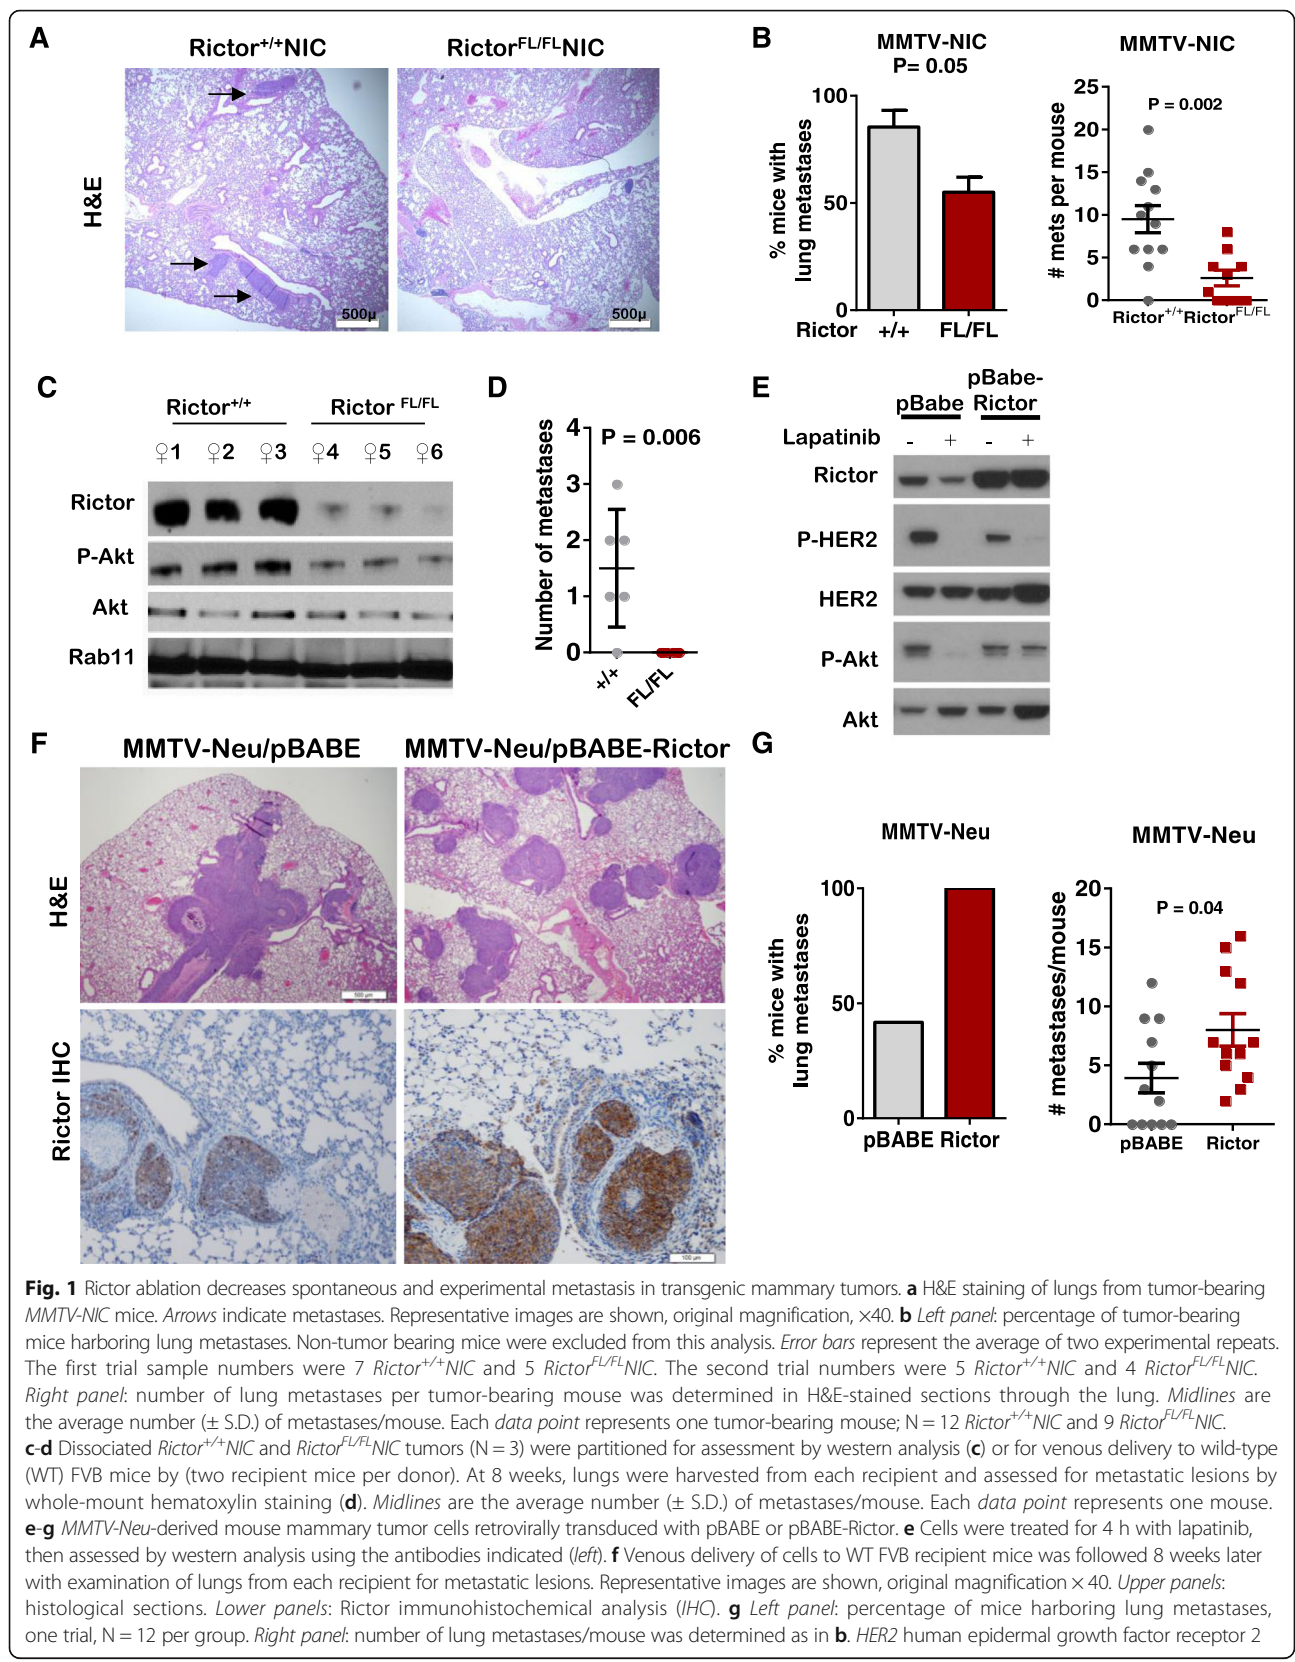 A
Rictor+/+NIC
RictorFL/FLNIC
H&E
500µ
500µ
B
MMTV-NIC
P= 0.05
% mice with
lung metastases
100
50
0
Rictor +/+ FL/FL
MMTV-NIC
P = 0.002
# mets per mouse
25
20
15
10
5
0
Rictor+/+ RictorFL/FL
C
Rictor+/+
Rictor FL/FL
♀1 ♀2 ♀3 ♀4 ♀5 ♀6
Rictor
P-Akt
Akt
Rab11
D
P = 0.006
Number of metastases
4
3
2
1
0
+/+
FL/FL
E
pBabe
pBabe-
Rictor
Lapatinib - + - +
Rictor
P-HER2
HER2
P-Akt
Akt
F
MMTV-Neu/pBABE
MMTV-Neu/pBABE-Rictor
H&E
500 µm
Rictor IHC
100 µm
G
MMTV-Neu
% mice with
lung metastases
100
50
0
pBABE Rictor
MMTV-Neu
P = 0.04
# metastases/mouse
20
15
10
5
0
pBABE Rictor
Fig. 1 Rictor ablation decreases spontaneous and experimental metastasis in transgenic mammary tumors. a H&E staining of lungs from tumor-bearing
MMTV-NIC mice. Arrows indicate metastases. Representative images are shown, original magnification, ×40. b Left panel: percentage of tumor-bearing
mice harboring lung metastases. Non-tumor bearing mice were excluded from this analysis. Error bars represent the average of two experimental repeats.
The first trial sample numbers were 7 Rictor+/+NIC and 5 RictorFL/FLNIC. The second trial numbers were 5 Rictor+/+NIC and 4 RictorFL/FLNIC.
Right panel: number of lung metastases per tumor-bearing mouse was determined in H&E-stained sections through the lung. Midlines are
the average number (± S.D.) of metastases/mouse. Each data point represents one tumor-bearing mouse; N = 12 Rictor+/+NIC and 9 RictorFL/FLNIC.
c-d Dissociated Rictor+/+NIC and RictorFL/FLNIC tumors (N = 3) were partitioned for assessment by western analysis (c) or for venous delivery to wild-type
(WT) FVB mice by (two recipient mice per donor). At 8 weeks, lungs were harvested from each recipient and assessed for metastatic lesions by
whole-mount hematoxylin staining (d). Midlines are the average number (± S.D.) of metastases/mouse. Each data point represents one mouse.
e-g MMTV-Neu-derived mouse mammary tumor cells retrovirally transduced with pBABE or pBABE-Rictor. e Cells were treated for 4 h with lapatinib,
then assessed by western analysis using the antibodies indicated (left). f Venous delivery of cells to WT FVB recipient mice was followed 8 weeks later
with examination of lungs from each recipient for metastatic lesions. Representative images are shown, original magnification × 40. Upper panels:
histological sections. Lower panels: Rictor immunohistochemical analysis (IHC). g Left panel: percentage of mice harboring lung metastases,
one trial, N = 12 per group. Right panel: number of lung metastases/mouse was determined as in b. HER2 human epidermal growth factor receptor 2